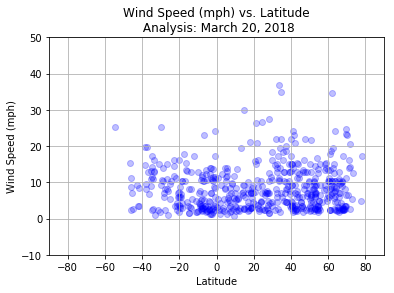 Wind Speed (mph) vs. Latitude
Analysis: March 20, 2018
Wind Speed (mph)
50
40
30
20
10
0
−10
−80 −60 −40 −20 0 20 40 60 80
Latitude